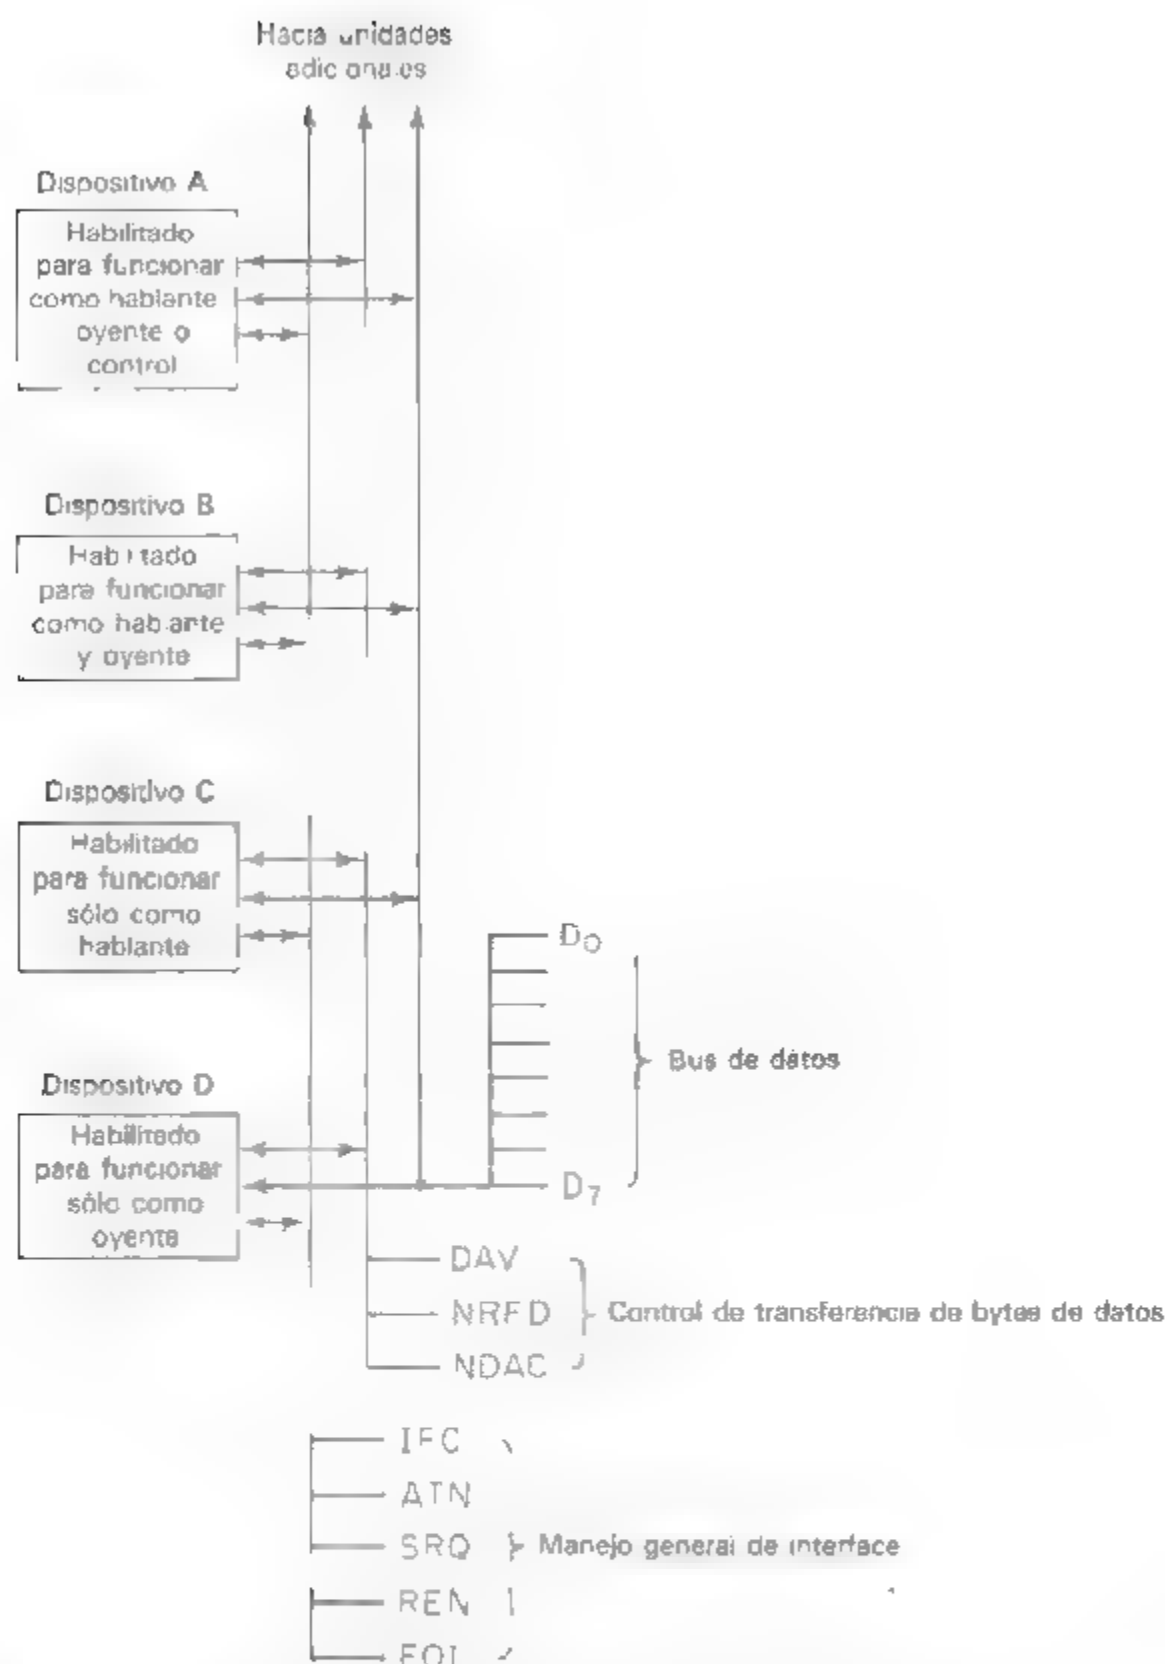 Hacia unidades
adicionales
Dispositivo A
Habilitado
para funcionar
como hablante
oyente o
control
Dispositivo B
Habilitado
para funcionar
como hablante
y oyente
Dispositivo C
Habilitado
para funcionar
sólo como
hablante
D0
Bus de datos
Dispositivo D
Habilitado
para funcionar
sólo como
oyente
D7
DAV
NRFD
Control de transferencia de bytes de datos
NDAC
IFC
ATN
SRQ
Manejo general de interface
REN
EOI